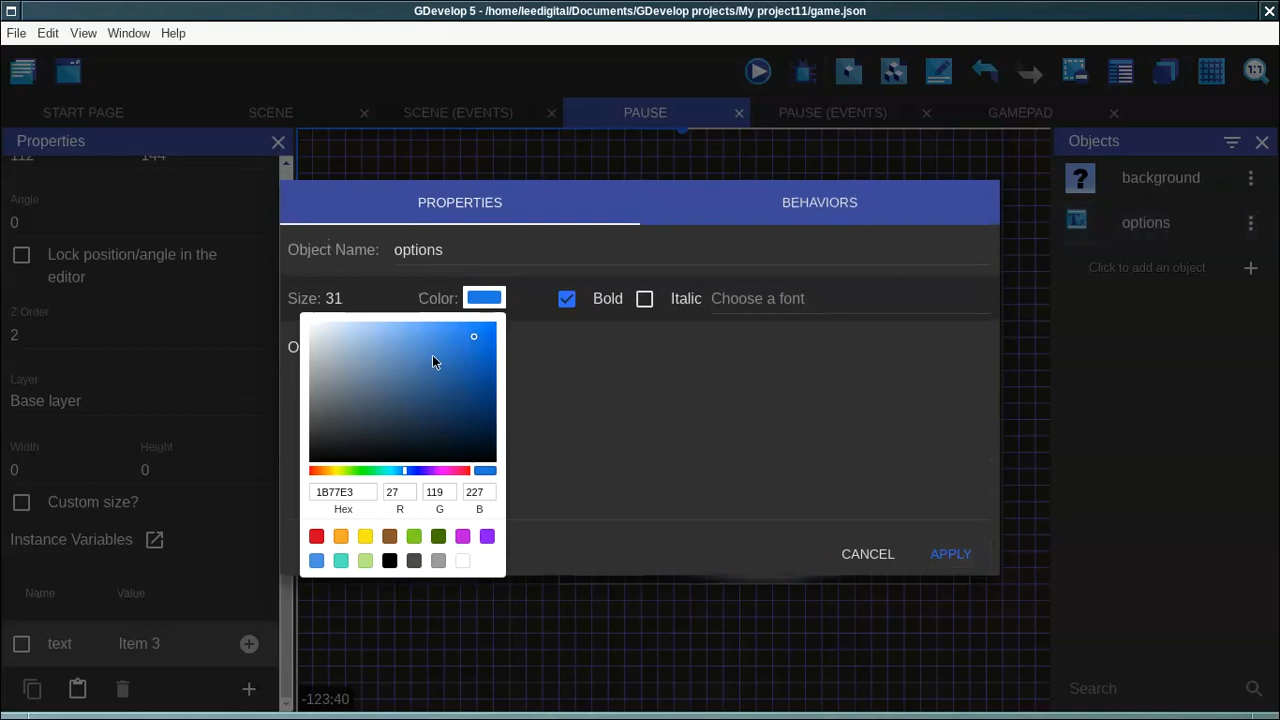 GDevelop 5 - /home/leedigital/Documents/GDevelop projects/My project11/game.json
File Edit View Window Help
1:1
START PAGE SCENE SCENE (EVENTS) PAUSE PAUSE (EVENTS) GAMEPAD
Properties
112 144
Angle
0
Lock position/angle in the
editor
Z Order
2
Layer
Base layer
Width Height
0 0
Custom size?
Instance Variables
Name Value
text Item 3
PROPERTIES BEHAVIORS
Object Name: options
Size: 31 Color: Bold Italic Choose a font
O
1B77E3 27 119 227
Hex R G B
CANCEL APPLY
-123;40
Objects
? background
options
Click to add an object
Search